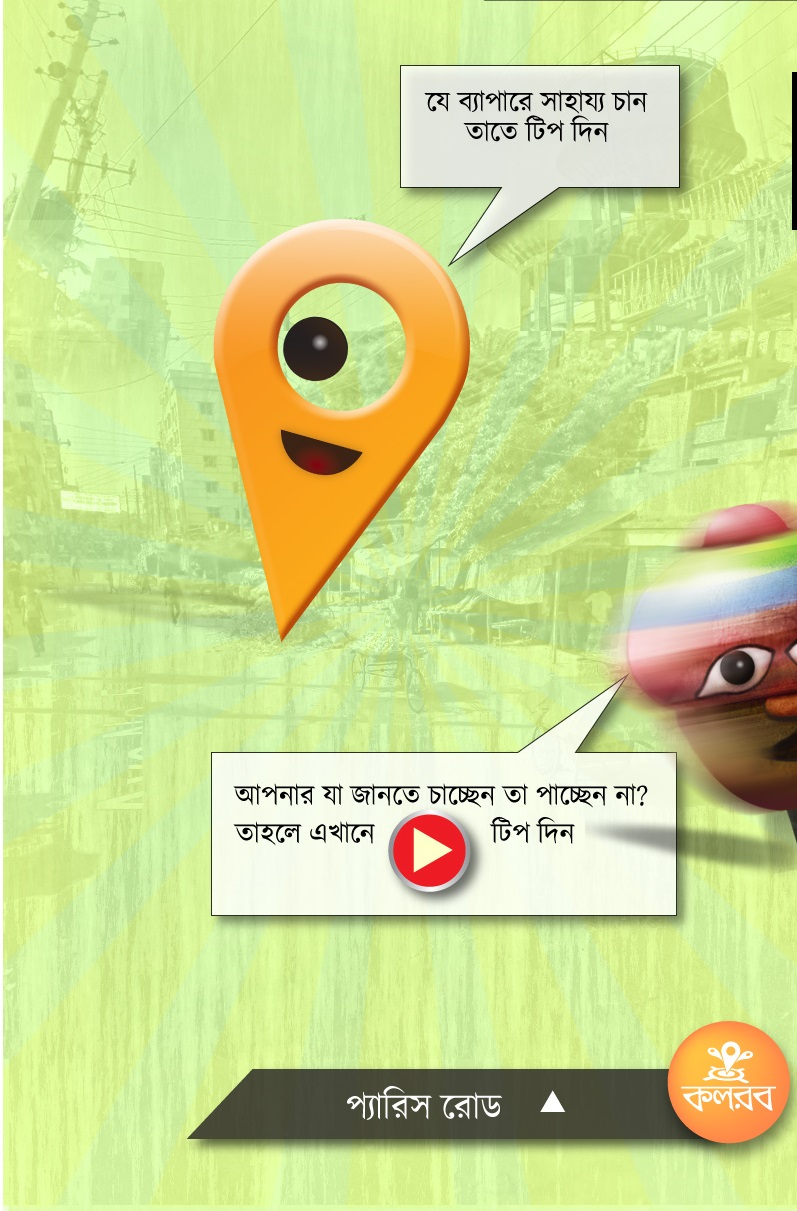 যে ব্যাপারে সাহায্য চান
তাতে টিপ দিন
আপনার যা জানতে চাচ্ছেন তা পাচ্ছেন না?
তাহলে এখানে টিপ দিন
প্যারিস রোড
কলরব